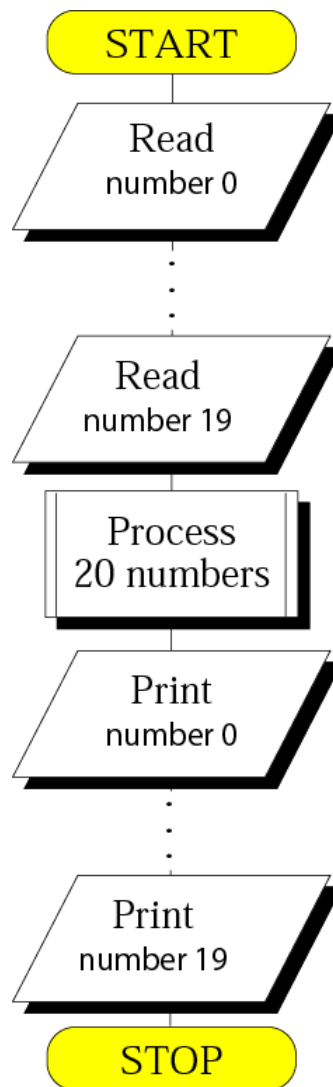 START
Read
number 0
Read
number 19
Process
20 numbers
Print
number 0
Print
number 19
STOP